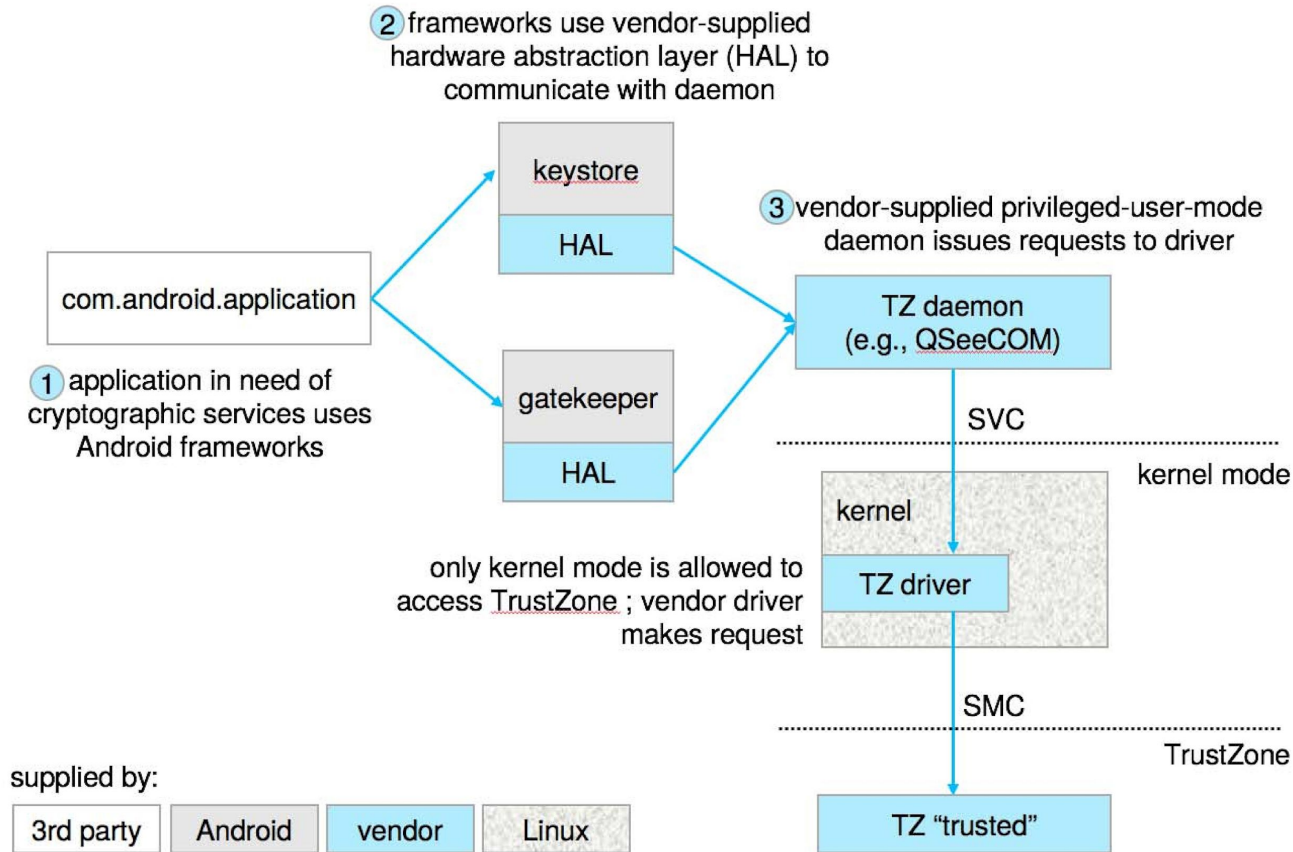 2 frameworks use vendor-supplied
hardware abstraction layer (HAL) to
communicate with daemon
keystore
HAL
3 vendor-supplied privileged-user-mode
daemon issues requests to driver
com.android.application
TZ daemon
(e.g., QSeeCOM)
1 application in need of
cryptographic services uses
Android frameworks
gatekeeper
HAL
SVC
kernel mode
kernel
TZ driver
only kernel mode is allowed to
access TrustZone ; vendor driver
makes request
SMC
TrustZone
TZ “trusted”
supplied by:
3rd party
Android
vendor
Linux